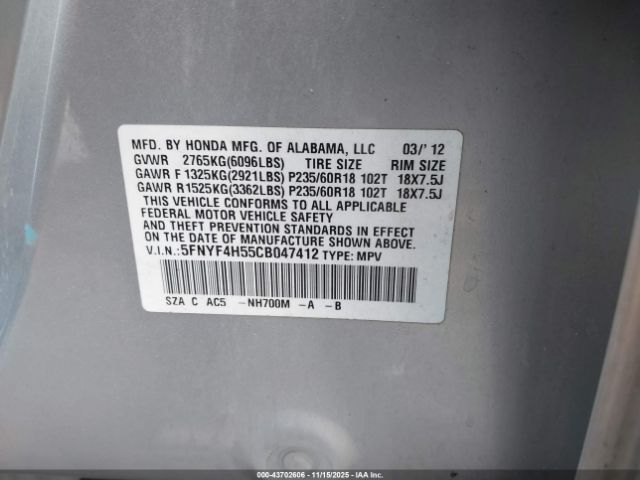 MFD. BY HONDA MFG. OF ALABAMA, LLC 03/' 12
GVWR 2765KG(6096LBS) TIRE SIZE RIM SIZE
GAWR F 1325KG(2921LBS) P235/60R18 102T 18X7.5J
GAWR R 1525KG(3362LBS) P235/60R18 102T 18X7.5J
THIS VEHICLE CONFORMS TO ALL APPLICABLE
FEDERAL MOTOR VEHICLE SAFETY
AND THEFT PREVENTION STANDARDS IN EFFECT
ON THE DATE OF MANUFACTURE SHOWN ABOVE.
V.I.N.:5FNYF4H55CB047412 TYPE: MPV
SZA C AC5 -NH700M -A -B
© 000-43702606 - 11/15/2025 - IAAI.COM